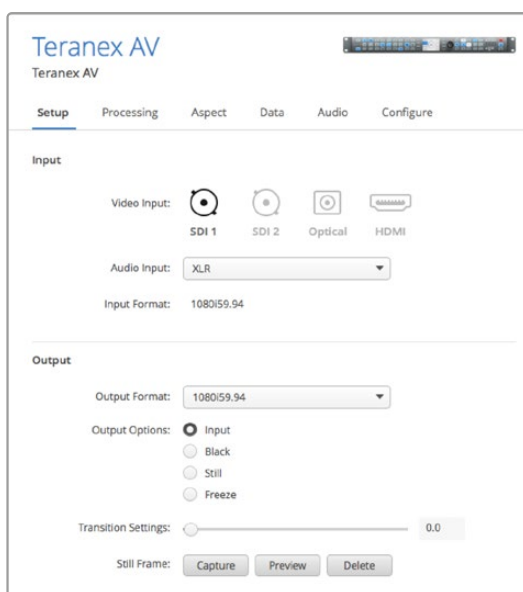 Teranex AV
Teranex AV
Setup Processing Aspect Data Audio Configure
Input
Video Input:
SDI 1 SDI 2 Optical HDMI
Audio Input: XLR
Input Format: 1080i59.94
Output
Output Format: 1080i59.94
Output Options: Input
Black
Still
Freeze
Transition Settings: 0.0
Still Frame: Capture Preview Delete